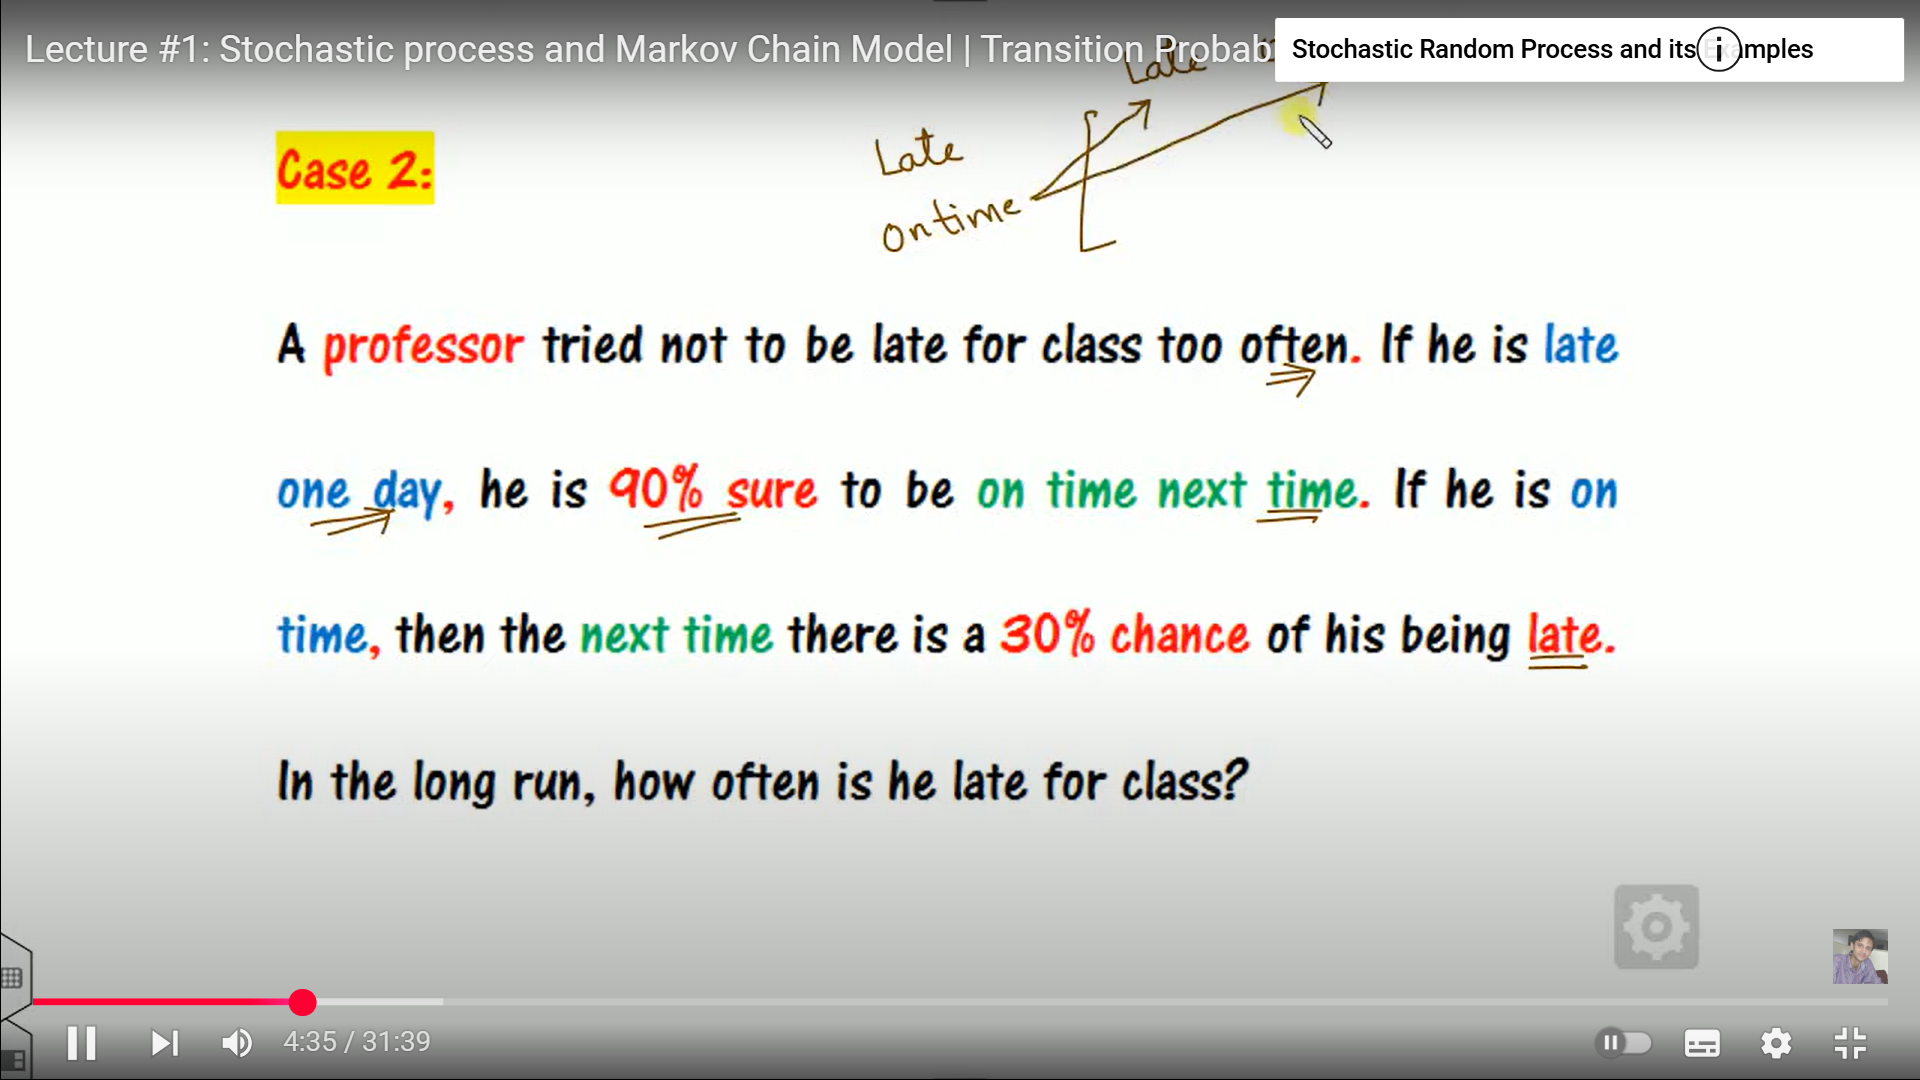 Lecture #1: Stochastic process and Markov Chain Model | Transition Probab
Stochastic Random Process and its Examples
Late
Case 2:
Late
on time
A professor tried not to be late for class too often. If he is late
one day, he is 90% sure to be on time next time. If he is on
time, then the next time there is a 30% chance of his being late.
In the long run, how often is he late for class?
4:35 / 31:39